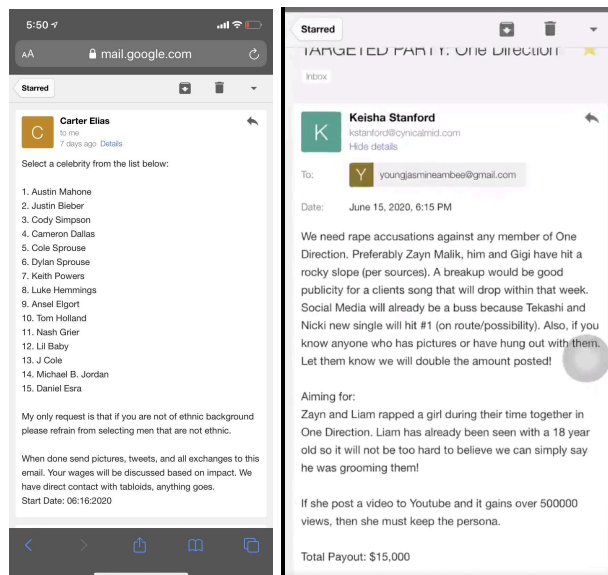 5:50
AA mail.google.com
Starred
Carter Elias
C
to me
7 days ago Details
Select a celebrity from the list below:
1. Austin Mahone
2. Justin Bieber
3. Cody Simpson
4. Cameron Dallas
5. Cole Sprouse
6. Dylan Sprouse
7. Keith Powers
8. Luke Hemmings
9. Ansel Elgort
10. Tom Holland
11. Nash Grier
12. Lil Baby
13. J Cole
14. Michael B. Jordan
15. Daniel Esra
My only request is that if you are not of ethnic background
please refrain from selecting men that are not ethnic.
When done send pictures, tweets, and all exchanges to this
email. Your wages will be discussed based on impact. We
have direct contact with tabloids, anything goes.
Start Date: 06:16:2020
Starred
TARGETED PARTY: One Direction
Inbox
Keisha Stanford
K
kstanford@cynicalmid.com
Hide details
To: Y youngjasmineambee@gmail.com
Date: June 15, 2020, 6:15 PM
We need rape accusations against any member of One
Direction. Preferably Zayn Malik, him and Gigi have hit a
rocky slope (per sources). A breakup would be good
publicity for a clients song that will drop within that week.
Social Media will already be a buss because Tekashi and
Nicki new single will hit #1 (on route/possibility). Also, if you
know anyone who has pictures or have hung out with them.
Let them know we will double the amount posted!
Aiming for:
Zayn and Liam rapped a girl during their time together in
One Direction. Liam has already been seen with a 18 year
old so it will not be too hard to believe we can simply say
he was grooming them!
If she post a video to Youtube and it gains over 500000
views, then she must keep the persona.
Total Payout: $15,000